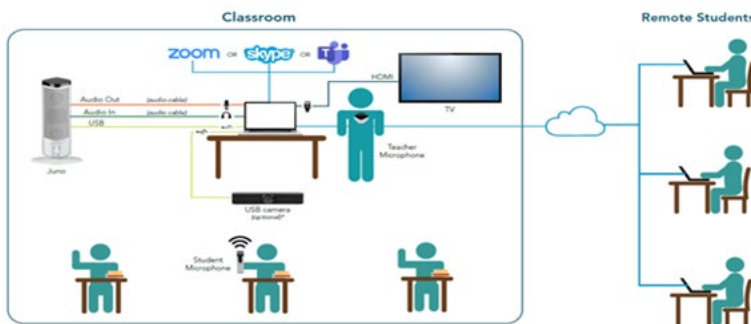 Classroom
Remote Students
zoom OR skype OR T
HDMI
Audio Out (audio cable)
Audio In (audio cable)
USB
TV
Juno
Teacher
Microphone
USB camera
(optional)*
Student
Microphone